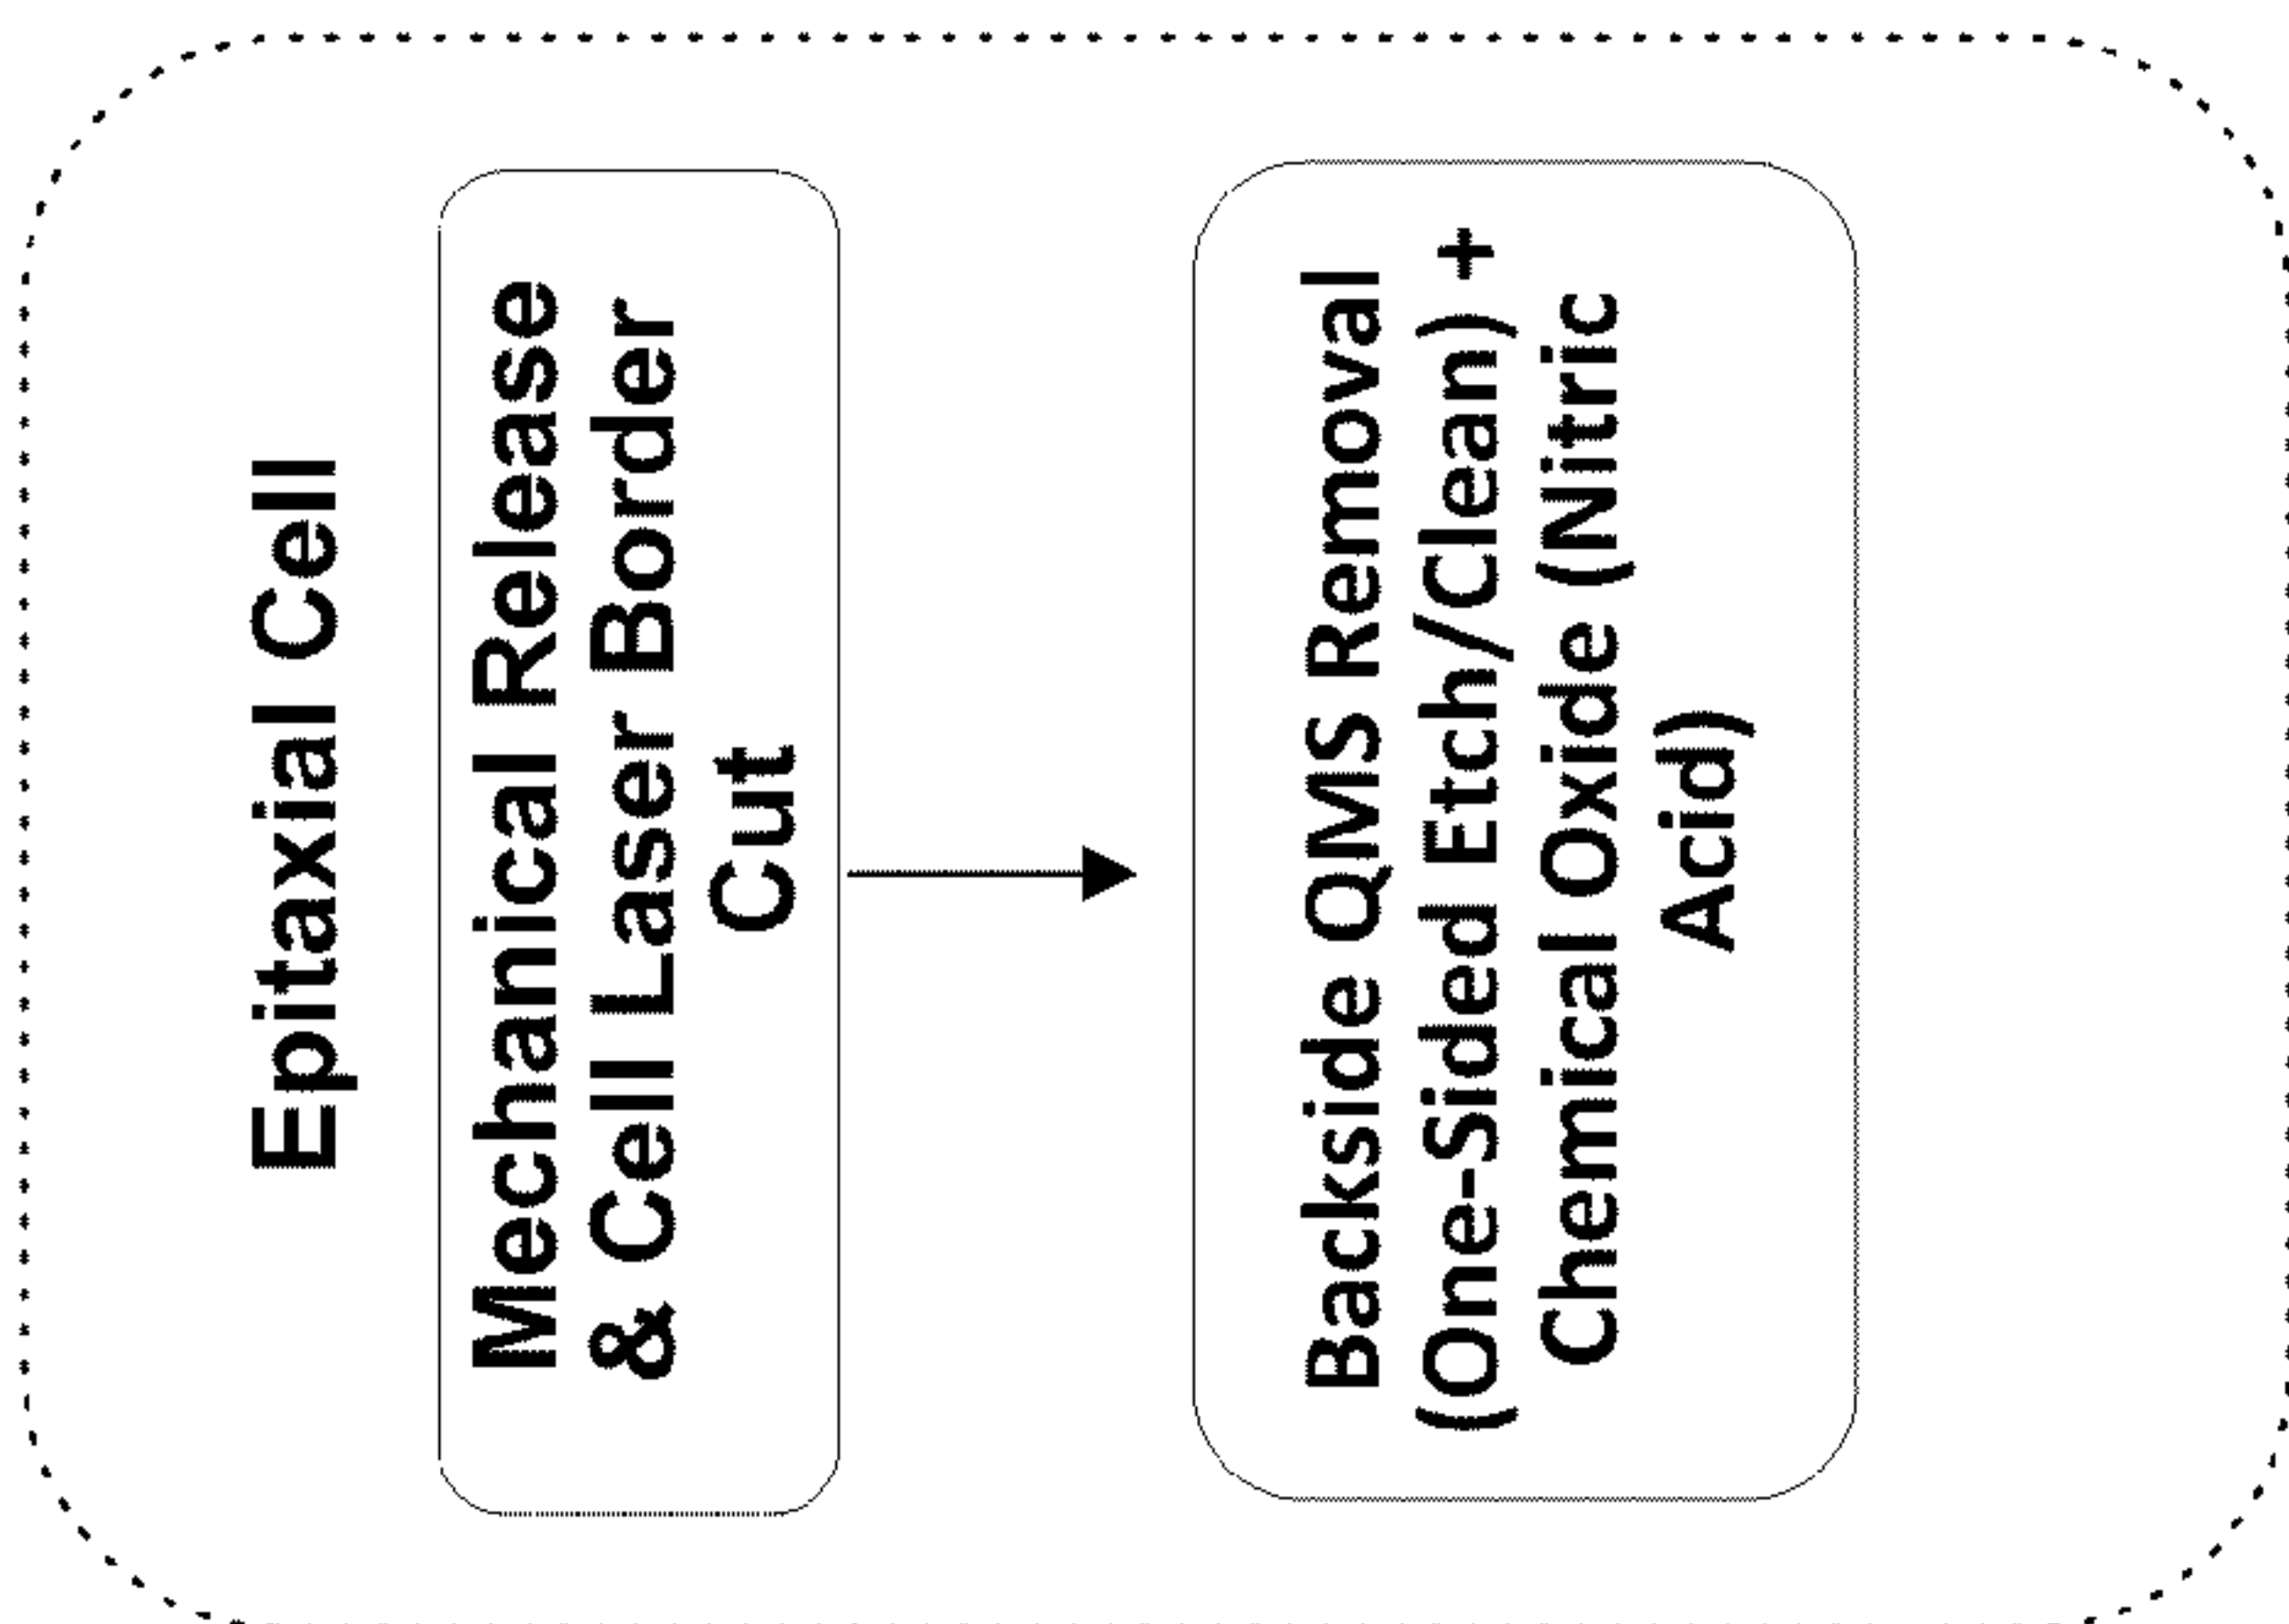 Epitaxial Cell
Mechanical Release
& Cell Laser Border
Cut
Backside QMS Removal
(One-Sided Etch/Clean) +
Chemical Oxide (Nitric
Acid)